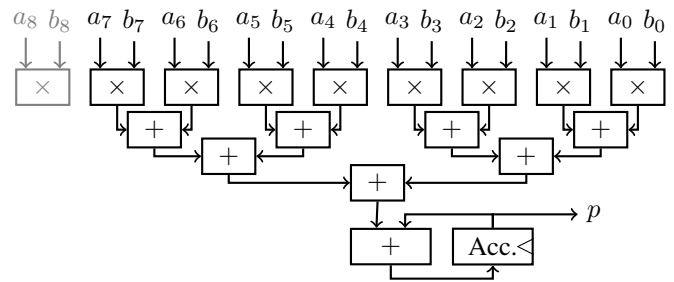 a₈ b₈ a₇ b₇ a₆ b₆ a₅ b₅ a₄ b₄ a₃ b₃ a₂ b₂ a₁ b₁ a₀ b₀
× × × × × × × × ×
+ + + +
+ +
+
p
+ Acc.